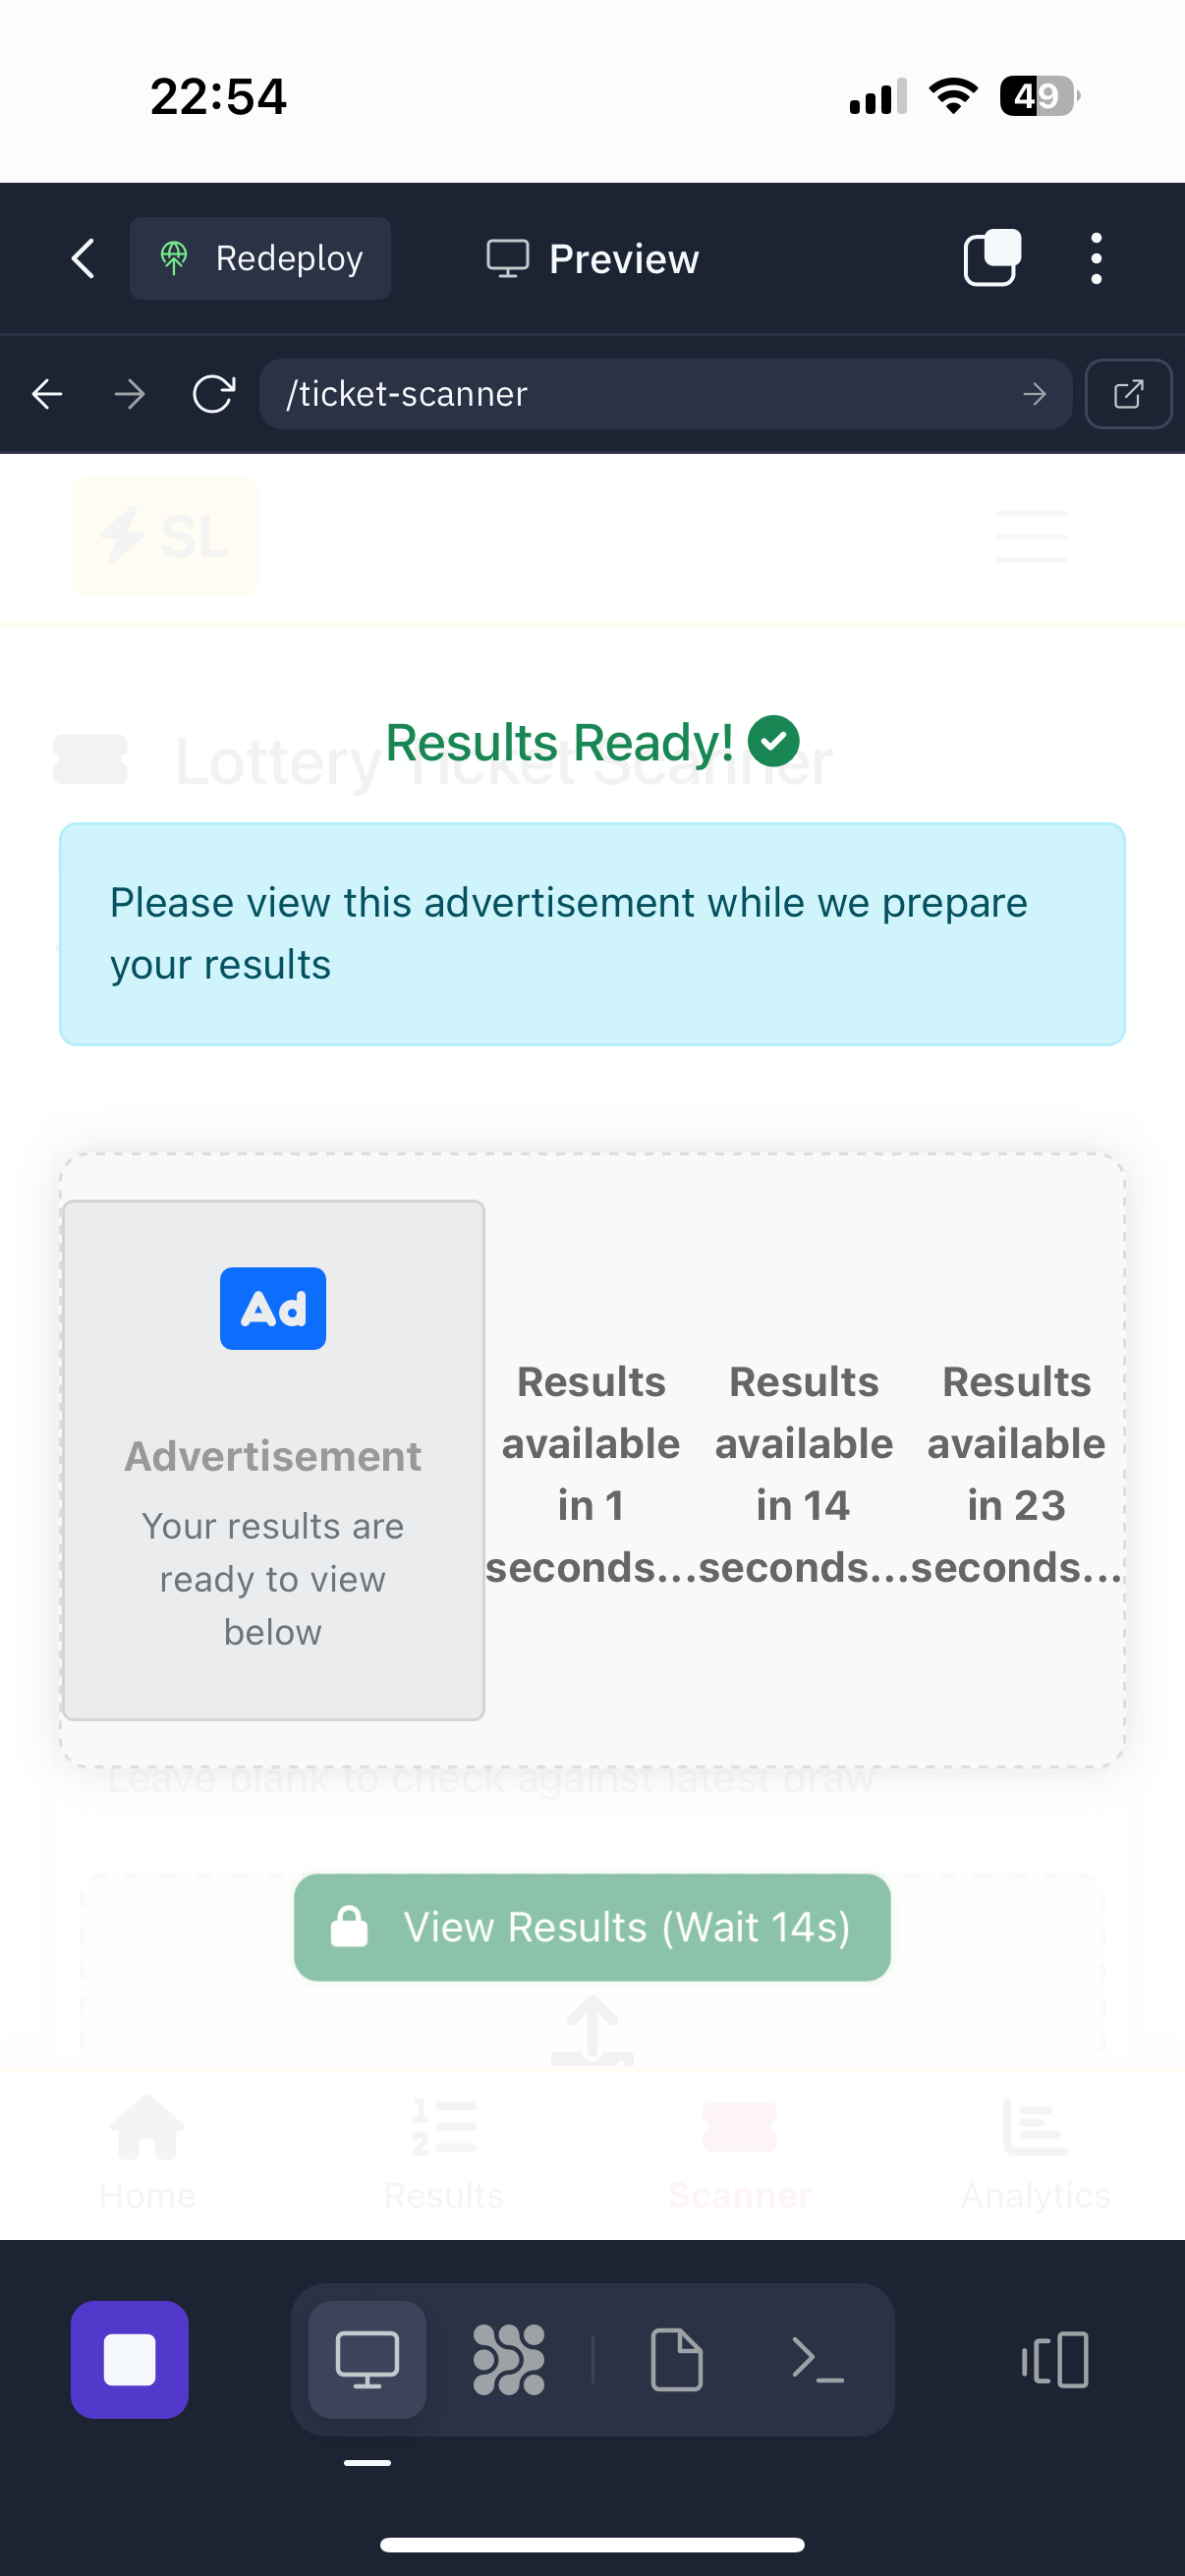 22:54
49
Redeploy
Preview
/ticket-scanner
SL
Results Ready!
Lottery Ticket Scanner
Please view this advertisement while we prepare
your results
Ad
Advertisement
Your results are
ready to view
below
Results
available
in 1
seconds...
Results
available
in 14
seconds...
Results
available
in 23
seconds...
Leave blank to check against latest draw
View Results (Wait 14s)
Home
Results
Scanner
Analytics